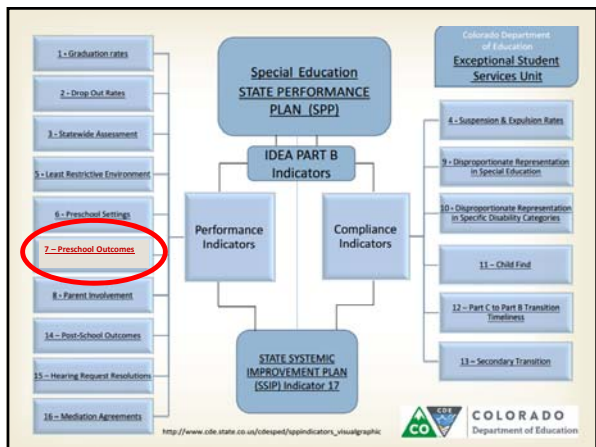 Colorado Department
of Education
Exceptional Student
Services Unit
Special Education
STATE PERFORMANCE
PLAN (SPP)
IDEA PART B
Indicators
1 - Graduation rates
2 - Drop Out Rates
3 - Statewide Assessment
5 - Least Restrictive Environment
6 - Preschool Settings
7 – Preschool Outcomes
8 - Parent Involvement
14 – Post-School Outcomes
15 – Hearing Request Resolutions
16 – Mediation Agreements
Performance
Indicators
Compliance
Indicators
4 - Suspension & Expulsion Rates
9 - Disproportionate Representation
in Special Education
10 - Disproportionate Representation
in Specific Disability Categories
11 – Child Find
12 – Part C to Part B Transition
Timeliness
13 – Secondary Transition
STATE SYSTEMIC
IMPROVEMENT PLAN
(SSIP) Indicator 17
http://www.cde.state.co.us/cdesped/sppindicators_visualgraphic
CO
CDE
COLORADO
Department of Education